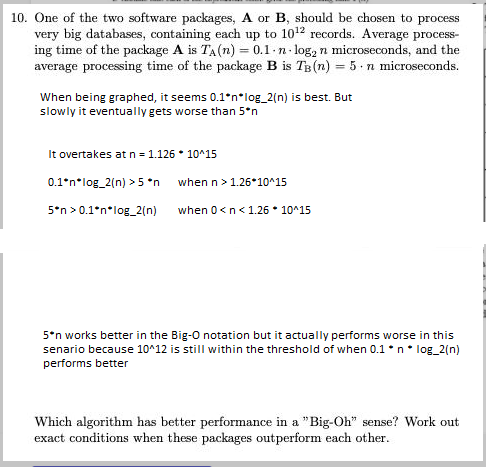 10. One of the two software packages, A or B, should be chosen to process
very big databases, containing each up to 10¹² records. Average process-
ing time of the package A is T_A(n) = 0.1 · n · log₂ n microseconds, and the
average processing time of the package B is T_B(n) = 5 · n microseconds.
When being graphed, it seems 0.1*n*log_2(n) is best. But
slowly it eventually gets worse than 5*n
It overtakes at n = 1.126 * 10^15
0.1*n*log_2(n) > 5 *n when n > 1.26*10^15
5*n > 0.1*n*log_2(n) when 0 < n < 1.26 * 10^15
5*n works better in the Big-O notation but it actually performs worse in this
senario because 10^12 is still within the threshold of when 0.1 * n * log_2(n)
performs better
Which algorithm has better performance in a "Big-Oh" sense? Work out
exact conditions when these packages outperform each other.